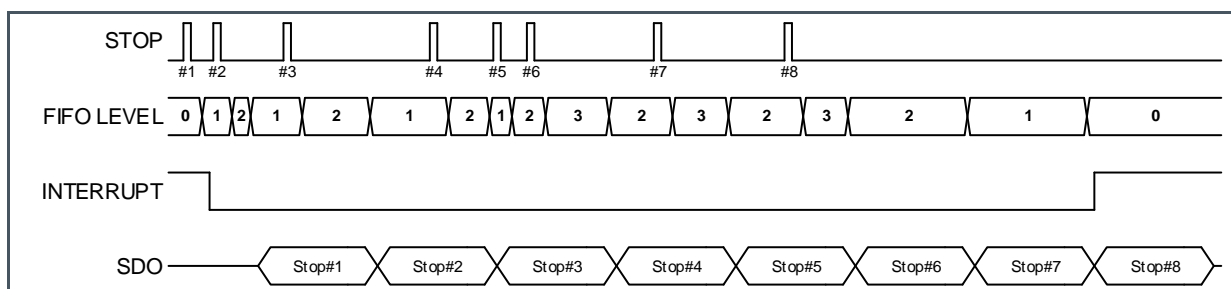 STOP
#1 #2 #3 #4 #5 #6 #7 #8
FIFO LEVEL 0 1 2 1 2 1 2 1 2 3 2 3 2 3 2 1 0
INTERRUPT
SDO Stop#1 Stop#2 Stop#3 Stop#4 Stop#5 Stop#6 Stop#7 Stop#8